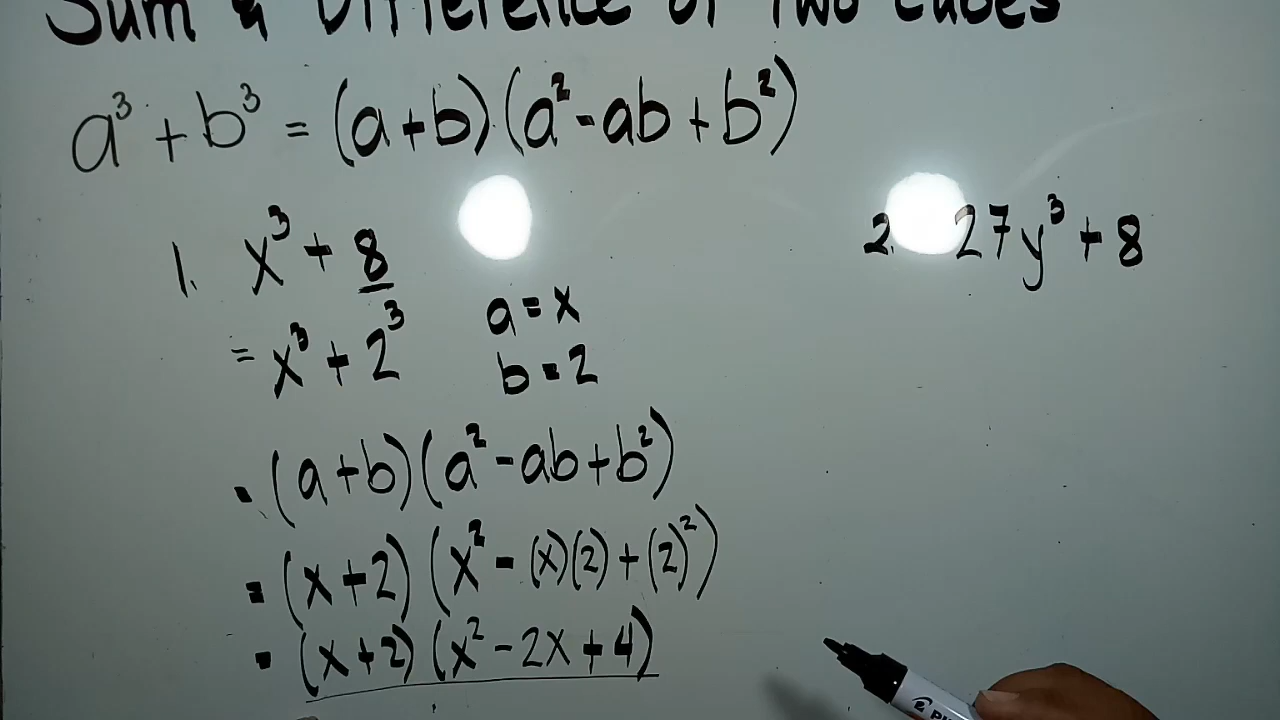 Sum & Difference of Two Cubes
a³ + b³ = (a+b)(a² - ab + b²)
1. x³ + 8
= x³ + 2³
a = x
b = 2
= (a+b)(a² - ab + b²)
= (x+2)(x² - (x)(2) + (2)²)
= (x+2)(x² - 2x + 4)
2. 27y³ + 8